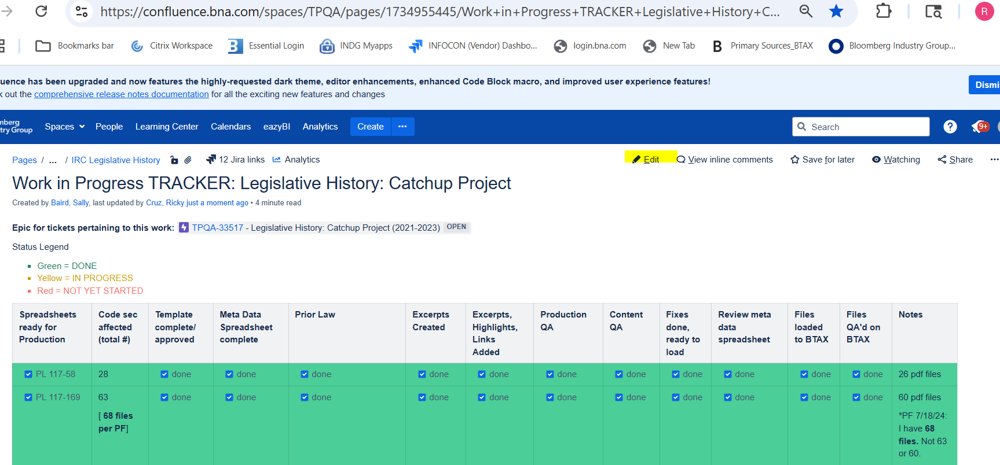 https://confluence.bna.com/spaces/TPQA/pages/1734955445/Work+in+Progress+TRACKER+Legislative+History+C...
R
Bookmarks bar
Citrix Workspace
Essential Login
INDG Myapps
INFOCON (Vendor) Dashbo...
login.bna.com
New Tab
Primary Sources_BTAX
Bloomberg Industry Group...
uence has been upgraded and now features the highly-requested dark theme, editor enhancements, enhanced Code Block macro, and improved user experience features!
k out the comprehensive release notes documentation for all the exciting new features and changes
Dismi
mberg
try Group
Spaces People Learning Center Calendars eazyBI Analytics Create ···
Search
?
9+
Pages / ... / IRC Legislative History 12 Jira links Analytics
Edit View inline comments Save for later Watching Share ···
Work in Progress TRACKER: Legislative History: Catchup Project
Created by Baird, Sally, last updated by Cruz, Ricky just a moment ago • 4 minute read
Epic for tickets pertaining to this work: TPQA-33517 - Legislative History: Catchup Project (2021-2023) OPEN
Status Legend
Green = DONE
Yellow = IN PROGRESS
Red = NOT YET STARTED
Spreadsheets ready for Production
Code sec affected (total #)
Template complete/ approved
Meta Data Spreadsheet complete
Prior Law
Excerpts Created
Excerpts, Highlights, Links Added
Production QA
Content QA
Fixes done, ready to load
Review meta data spreadsheet
Files loaded to BTAX
Files QA'd on BTAX
Notes
PL 117-58 28 done done done done done done done done done done done 26 pdf files
PL 117-169 63 done done done done done done done done done done done 60 pdf files
[ 68 files per PF]
*PF 7/18/24: I have 68 files. Not 63 or 60.